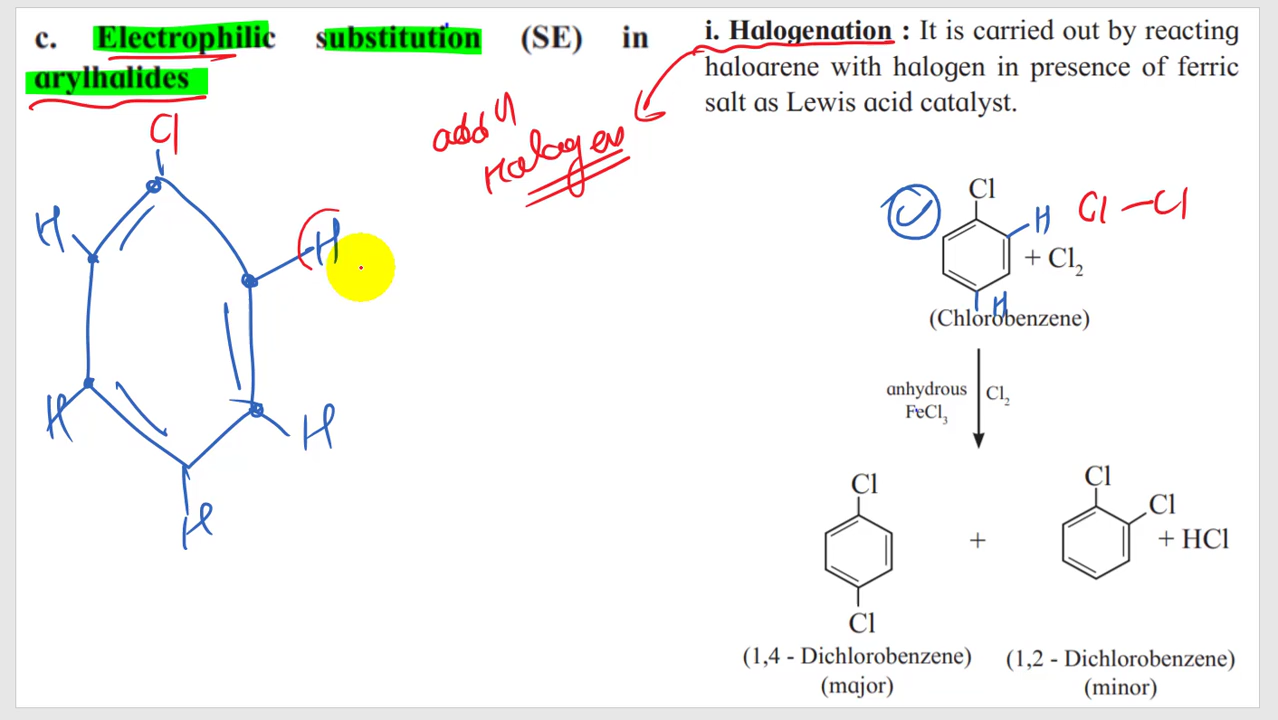 c. Electrophilic substitution (SE) in
arylhalides
Cl
H
H
H
H
H
add
Halogen
i. Halogenation : It is carried out by reacting
haloarene with halogen in presence of ferric
salt as Lewis acid catalyst.
Cl
H
Cl — Cl
+ Cl₂
H
(Chlorobenzene)
anhydrous Cl₂
FeCl₃
Cl
Cl
+
Cl
Cl
+ HCl
(1,4 - Dichlorobenzene)
(major)
(1,2 - Dichlorobenzene)
(minor)